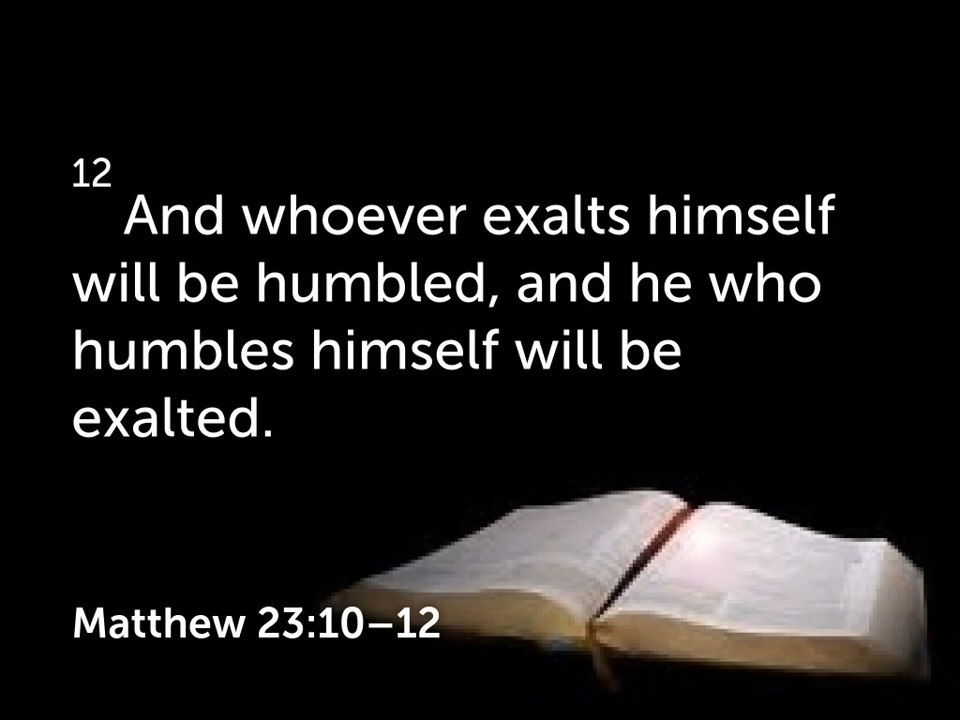 12
And whoever exalts himself
will be humbled, and he who
humbles himself will be
exalted.
Matthew 23:10–12